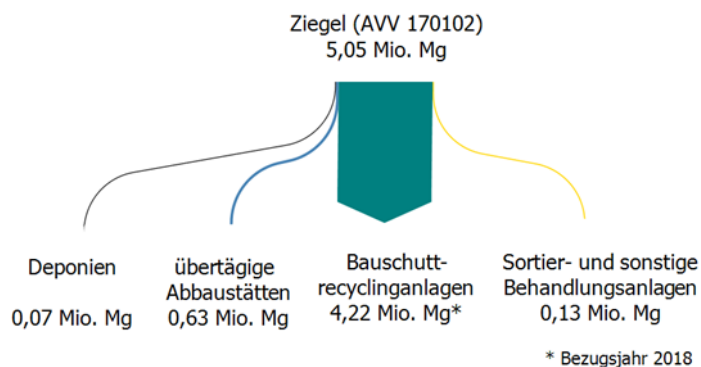 Ziegel (AVV 170102)
5,05 Mio. Mg
Deponien
0,07 Mio. Mg
übertägige
Abbaustätten
0,63 Mio. Mg
Bauschutt-
recyclinganlagen
4,22 Mio. Mg*
Sortier- und sonstige
Behandlungsanlagen
0,13 Mio. Mg
* Bezugsjahr 2018